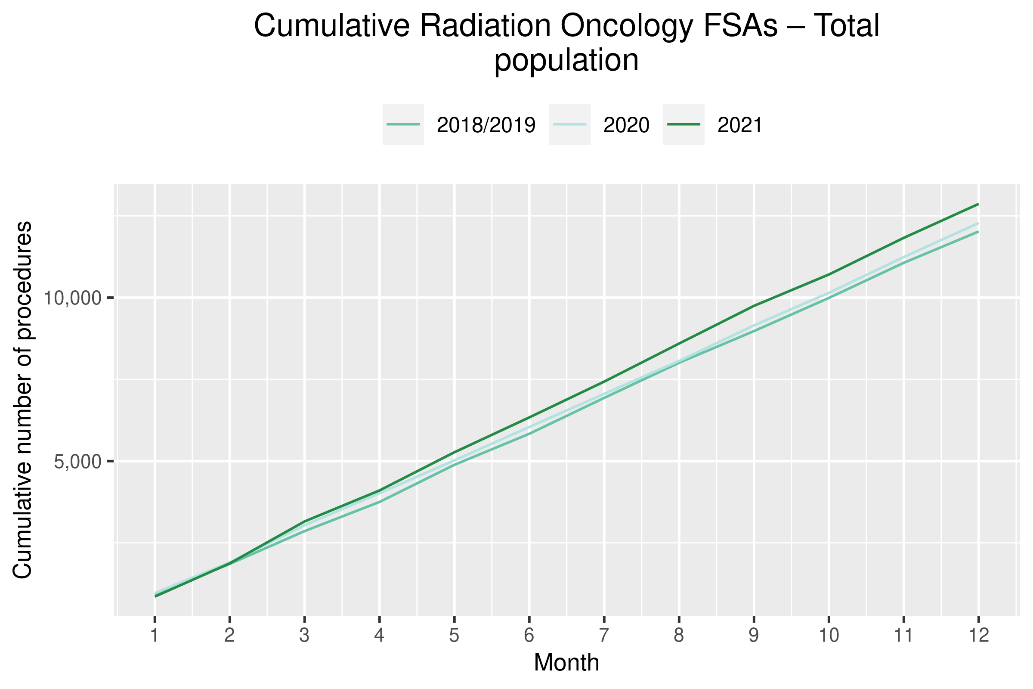 Cumulative Radiation Oncology FSAs – Total
population
2018/2019 2020 2021
Cumulative number of procedures
10,000
5,000
1 2 3 4 5 6 7 8 9 10 11 12
Month